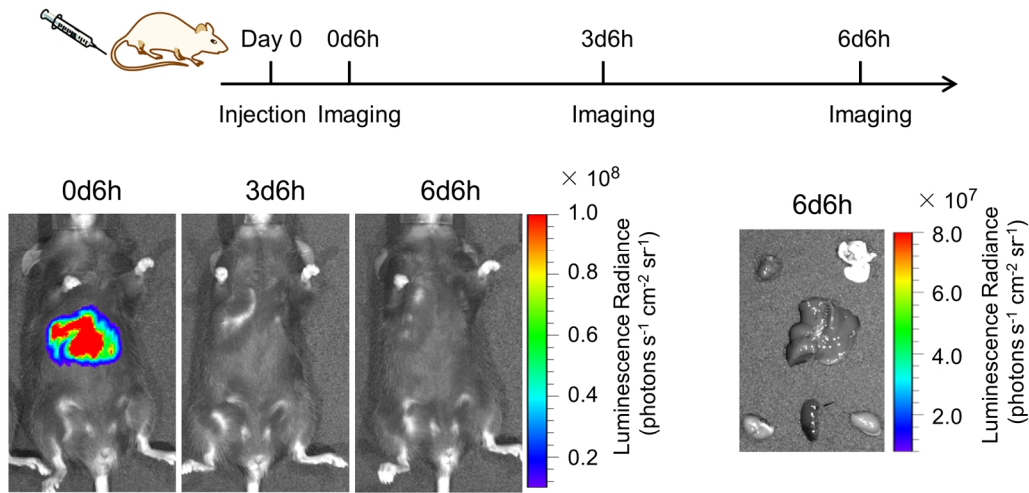 Day 0 0d6h 3d6h 6d6h
Injection Imaging Imaging Imaging
0d6h 3d6h 6d6h
× 10⁸
1.0
0.8
0.6
0.4
0.2
Luminescence Radiance
(photons s⁻¹ cm⁻² sr⁻¹)
6d6h
× 10⁷
8.0
6.0
4.0
2.0
Luminescence Radiance
(photons s⁻¹ cm⁻² sr⁻¹)